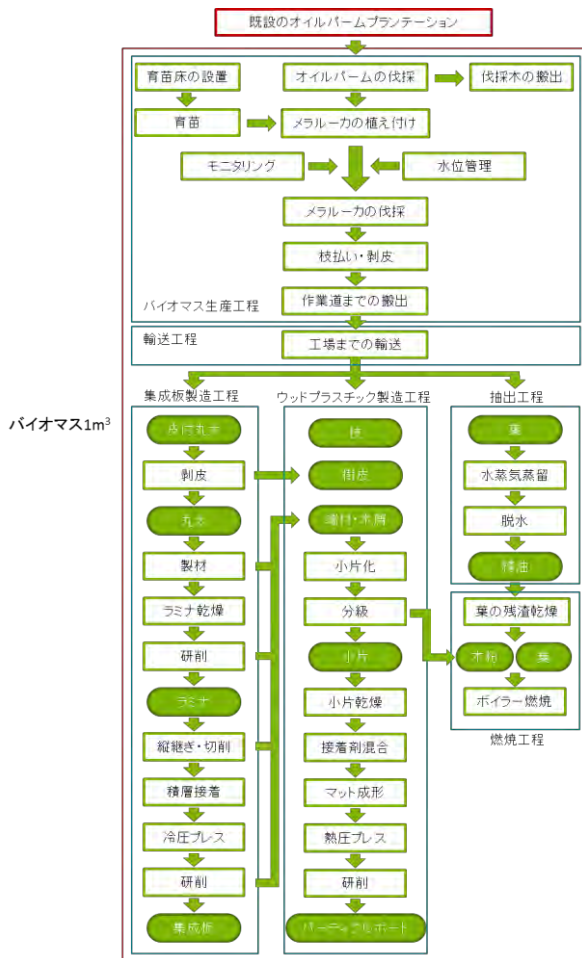 既設のオイルパームプランテーション
育苗床の設置
オイルパームの伐採
伐採木の搬出
育苗
メラルーカの植え付け
モニタリング
水位管理
メラルーカの伐採
枝払い・剥皮
作業道までの搬出
バイオマス生産工程
輸送工程
工場までの輸送
バイオマス1m³
集成板製造工程
皮付丸太
剥皮
丸太
製材
ラミナ乾燥
研削
ラミナ
縦継ぎ・切削
積層接着
冷圧プレス
研削
集成板
ウッドプラスチック製造工程
枝
樹皮
端材・木屑
小片化
分級
小片
小片乾燥
接着剤混合
マット成形
熱圧プレス
研削
パーティクルボード
抽出工程
葉
水蒸気蒸留
脱水
精油
葉の残渣乾燥
木粉
葉
ボイラー燃焼
燃焼工程